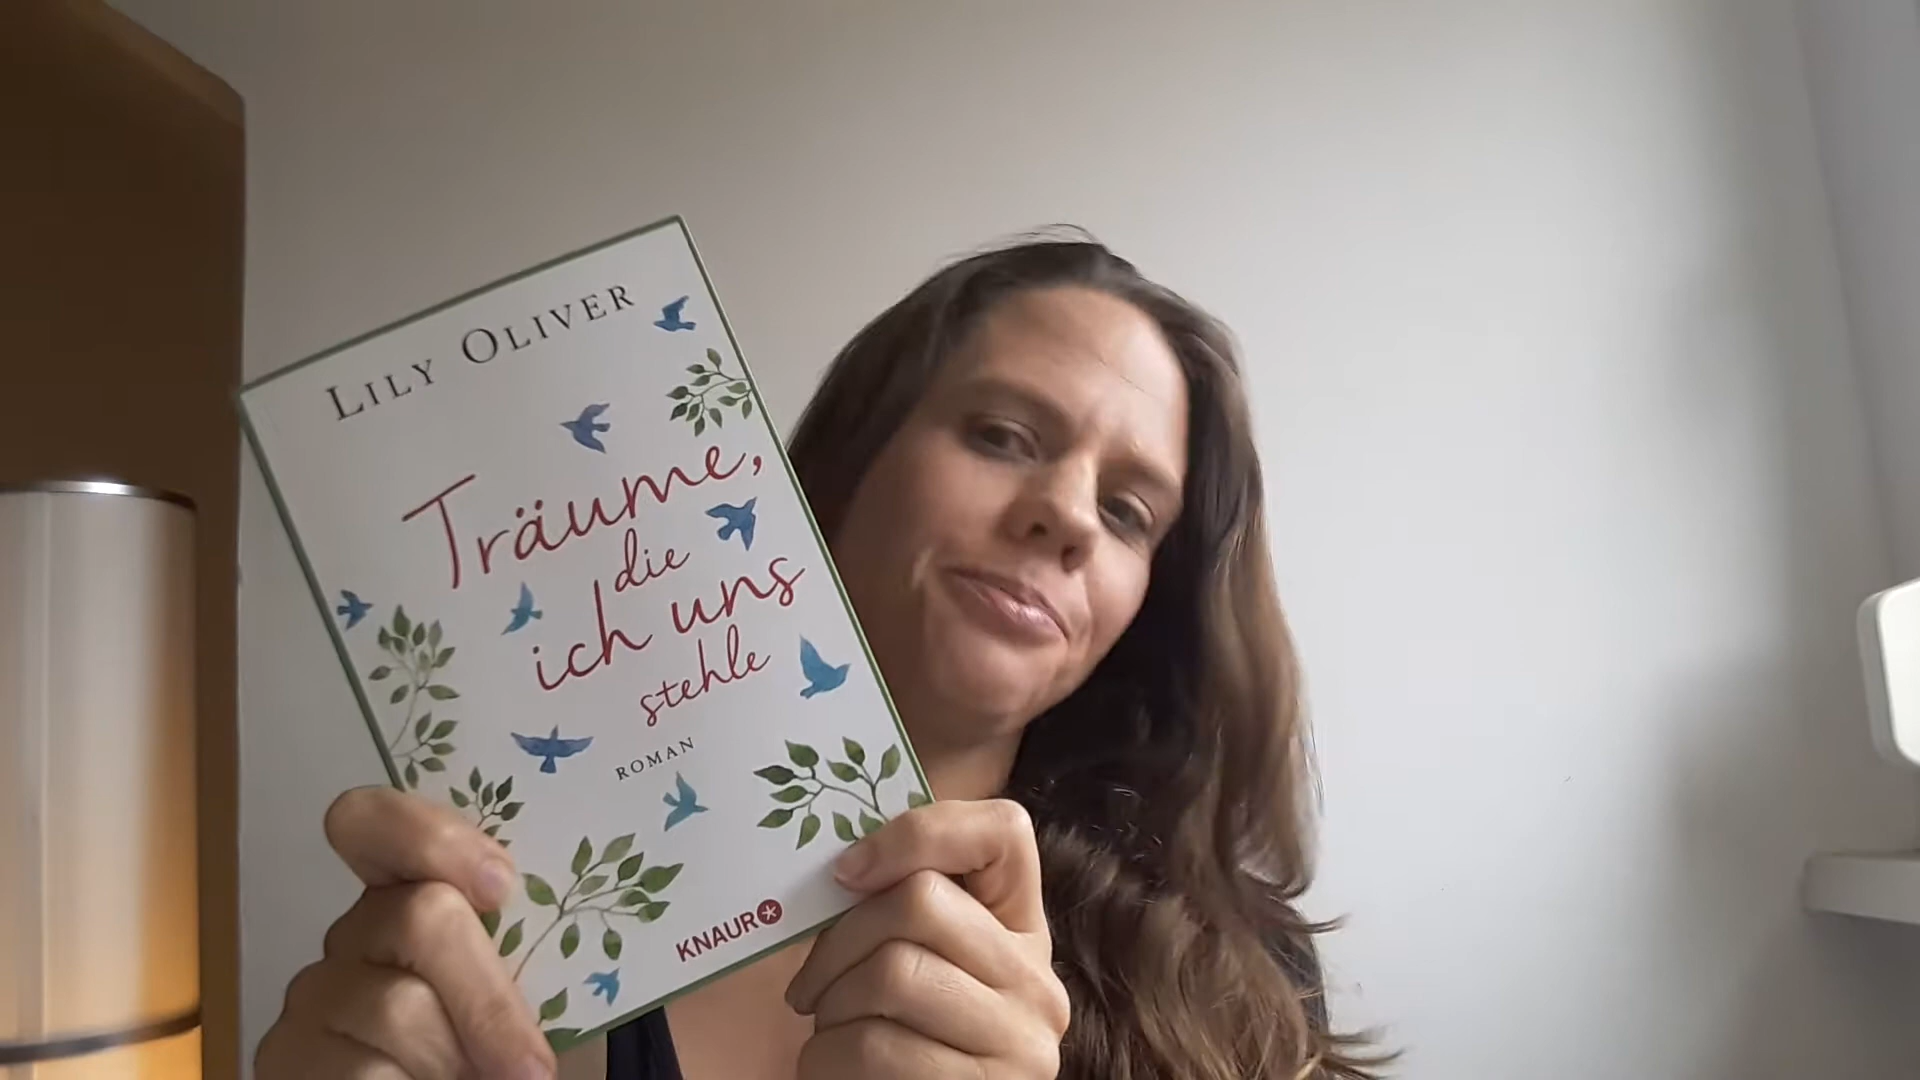 LILY OLIVER
Träume,
die
ich uns
stehle
ROMAN
KNAUR